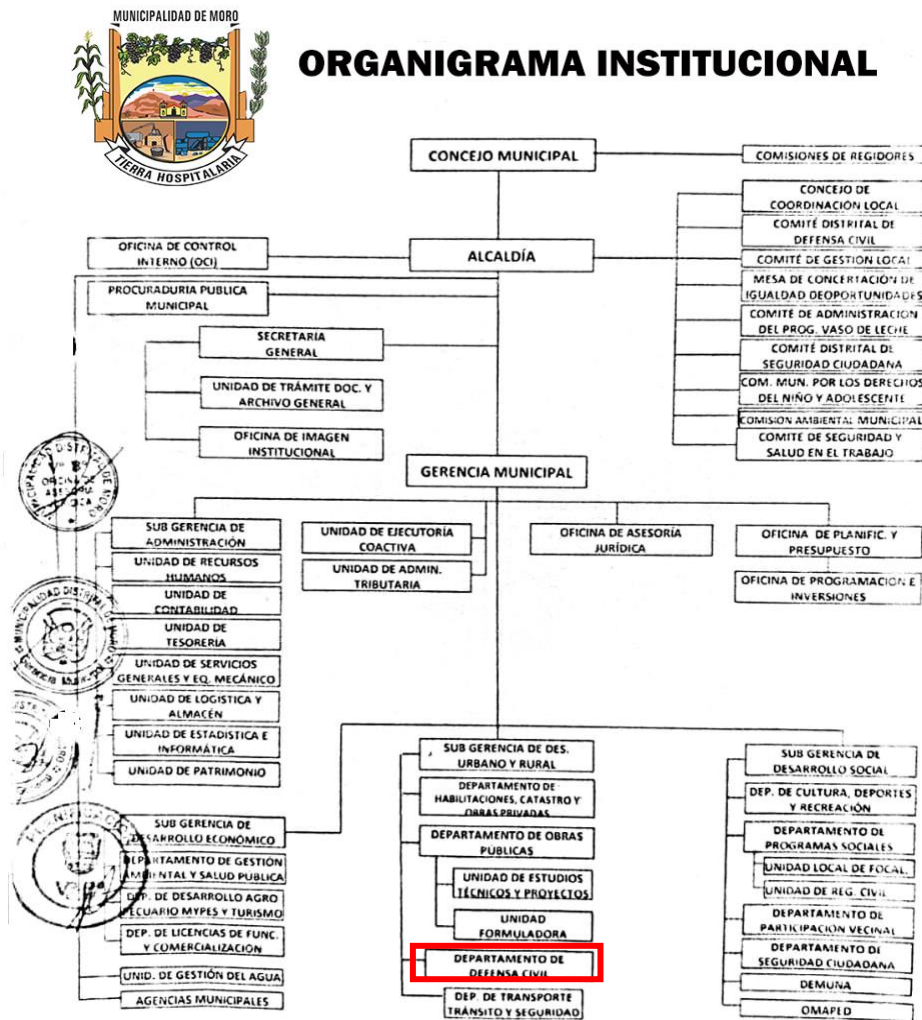 MUNICIPALIDAD DE MORO
TIERRA HOSPITALARIA
ORGANIGRAMA INSTITUCIONAL
CONCEJO MUNICIPAL
COMISIONES DE REGIDORES
CONCEJO DE
COORDINACIÓN LOCAL
COMITÉ DISTRITAL DE
DEFENSA CIVIL
OFICINA DE CONTROL
INTERNO (OCI)
ALCALDÍA
COMITÉ DE GESTION LOCAL
PROCURADURIA PUBLICA
MUNICIPAL
MESA DE CONCERTACIÓN DE
IGUALDAD DEOPORTUNIDADES
COMITÉ DE ADMINISTRACION
DEL PROG. VASO DE LECHE
SECRETARIA
GENERAL
COMITÉ DISTRITAL DE
SEGURIDAD CIUDADANA
UNIDAD DE TRÁMITE DOC. Y
ARCHIVO GENERAL
COM. MUN. POR LOS DERECHOS
DEL NIÑO Y ADOLESCENTE
COMISIÓN AMBIENTAL MUNICIPAL
OFICINA DE IMAGEN
INSTITUCIONAL
COMITÉ DE SEGURIDAD Y
SALUD EN EL TRABAJO
GERENCIA MUNICIPAL
SUB GERENCIA DE
ADMINISTRACIÓN
UNIDAD DE EJECUTORÍA
COACTIVA
OFICINA DE ASESORÍA
JURÍDICA
OFICINA DE PLANIFIC. Y
PRESUPUESTO
UNIDAD DE RECURSOS
HUMANOS
UNIDAD DE ADMIN.
TRIBUTARIA
OFICINA DE PROGRAMACION E
INVERSIONES
UNIDAD DE
CONTABILIDAD
UNIDAD DE
TESORERÍA
UNIDAD DE SERVICIOS
GENERALES Y EQ. MECÁNICO
UNIDAD DE LOGISTICA Y
ALMACÉN
UNIDAD DE ESTADISTICA E
INFORMÁTICA
UNIDAD DE PATRIMONIO
SUB GERENCIA DE DES.
URBANO Y RURAL
SUB GERENCIA DE
DESARROLLO SOCIAL
DEPARTAMENTO DE
HABILITACIONES, CATASTRO Y
OBRAS PRIVADAS
DEP. DE CULTURA, DEPORTES
Y RECREACIÓN
SUB GERENCIA DE
DESARROLLO ECONÓMICO
DEPARTAMENTO DE OBRAS
PÚBLICAS
DEPARTAMENTO DE
PROGRAMAS SOCIALES
DEPARTAMENTO DE GESTIÓN
AMBIENTAL Y SALUD PUBLICA
UNIDAD DE ESTUDIOS
TÉCNICOS Y PROYECTOS
UNIDAD LOCAL DE FOCAL.
UNIDAD DE REG. CIVIL
DEP. DE DESARROLLO AGRO
PECUARIO MYPES Y TURISMO
UNIDAD
FORMULADORA
DEPARTAMENTO DE
PARTICIPACION VECINAL
DEP. DE LICENCIAS DE FUNC.
Y COMERCIALIZACIÓN
DEPARTAMENTO DE
DEFENSA CIVIL
DEPARTAMENTO DE
SEGURIDAD CIUDADANA
UNID. DE GESTIÓN DEL AGUA
DEMUNA
AGENCIAS MUNICIPALES
DEP. DE TRANSPORTE
TRÁNSITO Y SEGURIDAD
OMAPED